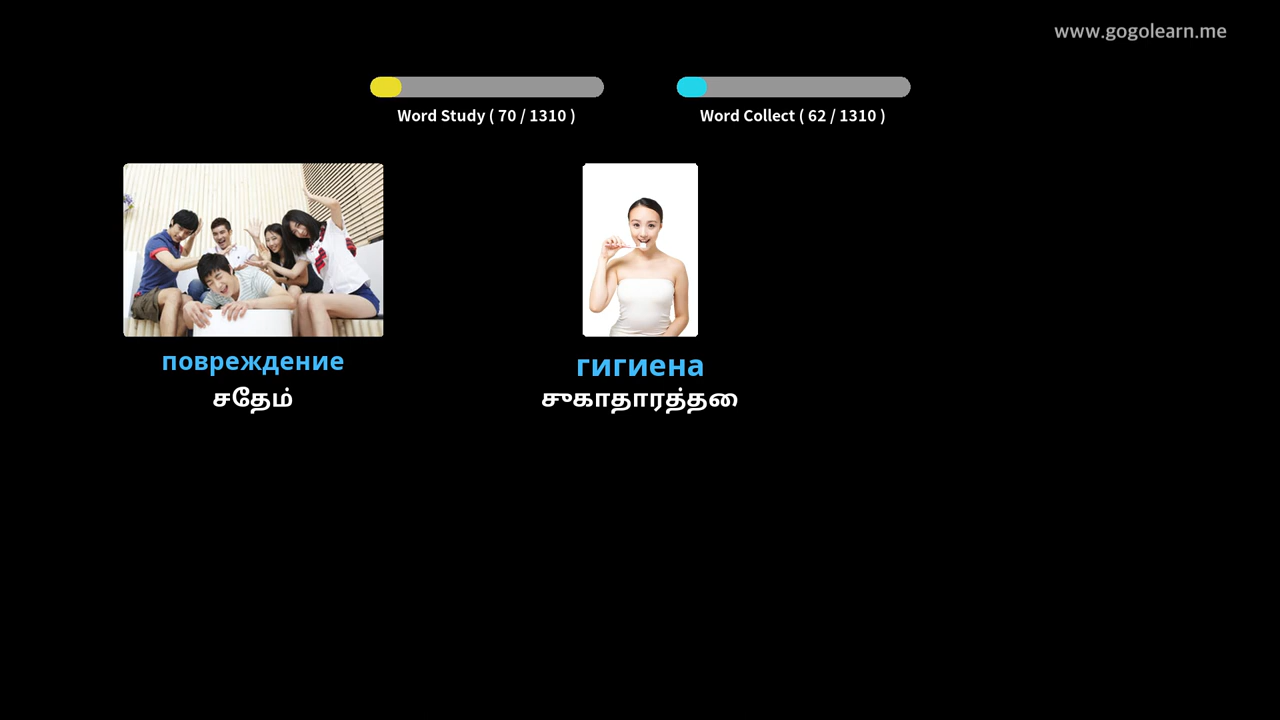 www.gogolearn.me
Word Study ( 70 / 1310 )
Word Collect ( 62 / 1310 )
повреждение
சதேம்
гигиена
சுகாதாரத்தை